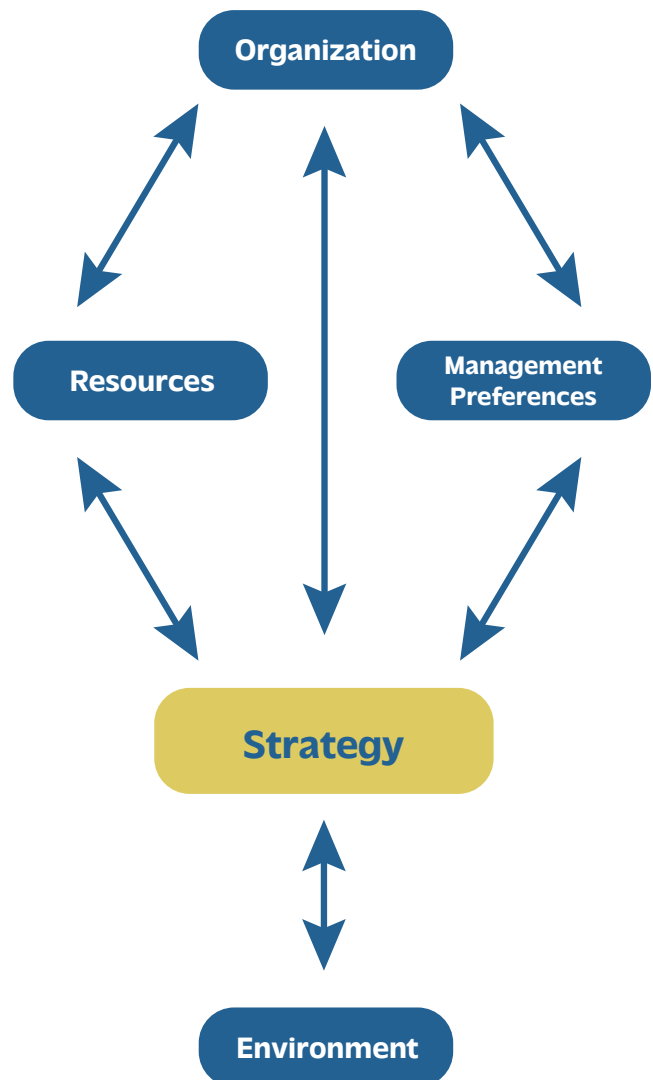 Organization
Resources
Management
Preferences
Strategy
Environment